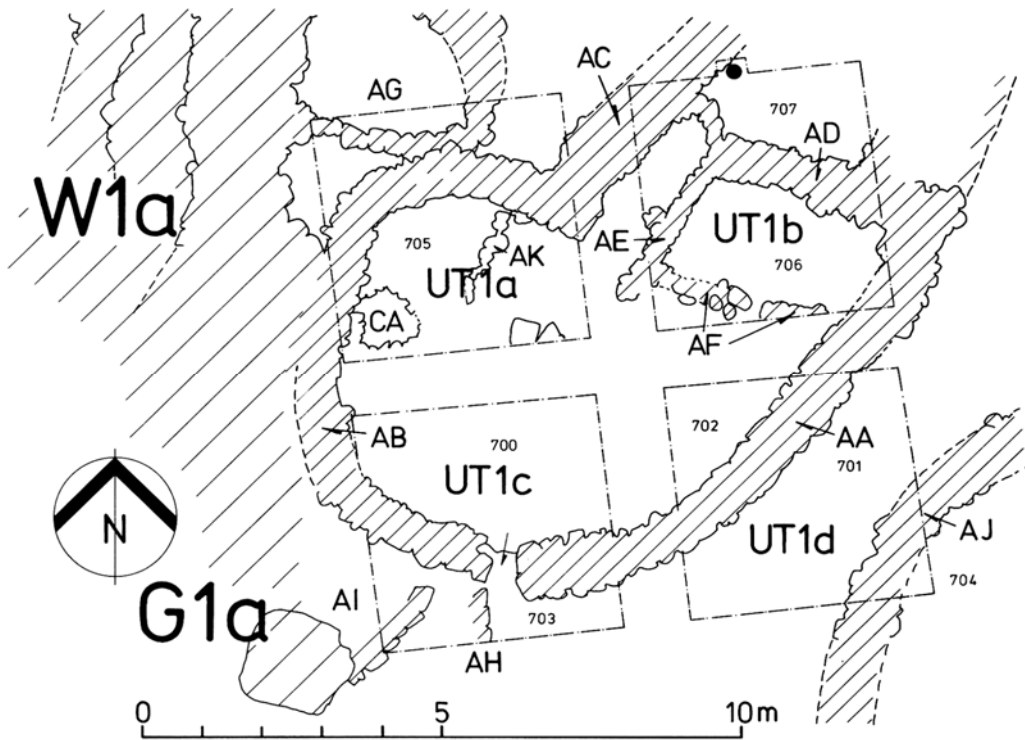 AC
AG
707
AD
W1a
705
AE
UT1b
AK
706
UT1a
CA
AF
702
AB
700
AA
701
UT1c
N
UT1d
AJ
704
AI
G1a
703
AH
0 5 10m